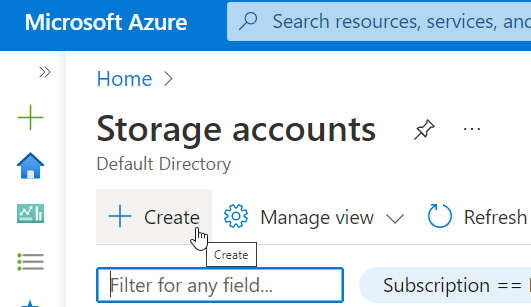 Microsoft Azure
Search resources, services, and
Home
Storage accounts
Default Directory
Create
Manage view
Refresh
Create
Filter for any field...
Subscription ==